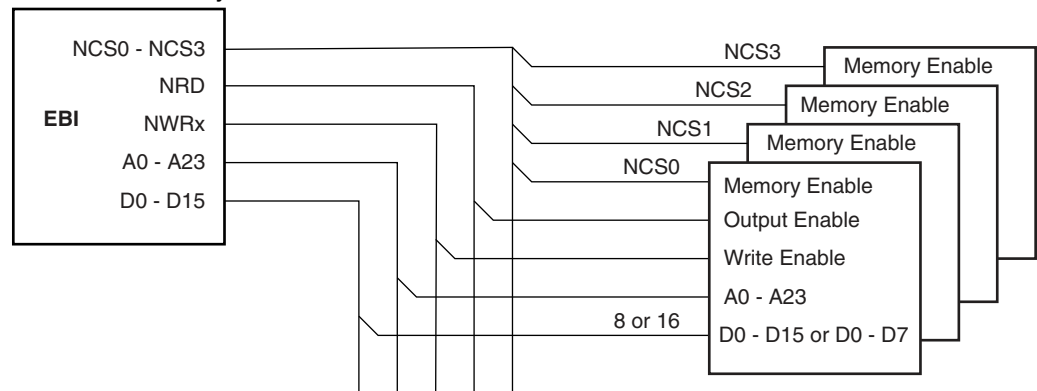 NCS0 - NCS3
NRD
EBI
NWRx
A0 - A23
D0 - D15
NCS3
Memory Enable
NCS2
Memory Enable
NCS1
Memory Enable
NCS0
Memory Enable
Output Enable
Write Enable
A0 - A23
8 or 16
D0 - D15 or D0 - D7